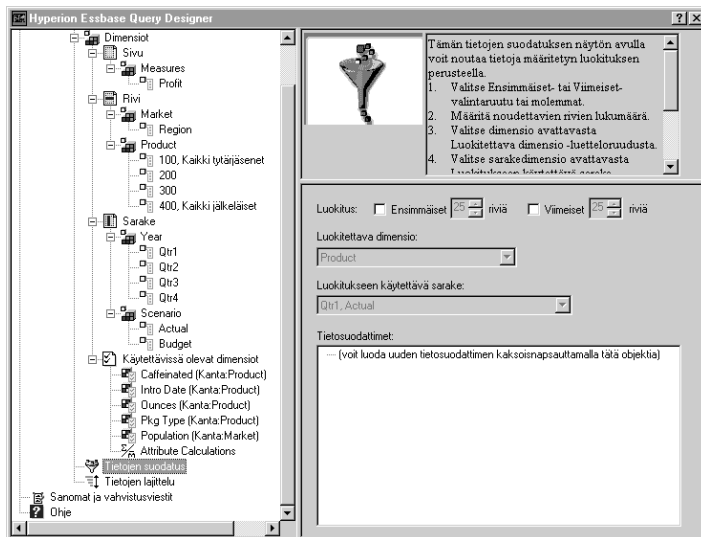 Hyperion Essbase Query Designer
Dimensiot
Sivu
Measures
Profit
Rivi
Market
Region
Product
100, Kaikki tytärjäsenet
200
300
400, Kaikki jälkeläiset
Sarake
Year
Qtr1
Qtr2
Qtr3
Qtr4
Scenario
Actual
Budget
Käytettävissä olevat dimensiot
Caffeinated (Kanta:Product)
Intro Date (Kanta:Product)
Ounces (Kanta:Product)
Pkg Type (Kanta:Product)
Population (Kanta:Market)
Attribute Calculations
Tietojen suodatus
Tietojen lajittelu
Sanomat ja vahvistusviestit
Ohje
Tämän tietojen suodatuksen näytön avulla
voit noutaa tietoja määritetyn luokituksen
perusteella.
1. Valitse Ensimmäiset- tai Viimeiset-
valintaruutu tai molemmat.
2. Määritä noudettavien rivien lukumäärä.
3. Valitse dimensio avattavasta
Luokitettava dimensio -luetteloruudusta.
4. Valitse sarakedimensio avattavasta
Luokitukseen käytettävä sarake
Luokitus: Ensimmäiset 25 riviä Viimeiset 25 riviä
Luokitettava dimensio:
Product
Luokitukseen käytettävä sarake:
Qtr1, Actual
Tietosuodattimet:
(voit luoda uuden tietosuodattimen kaksoisnapsauttamalla tätä objektia)